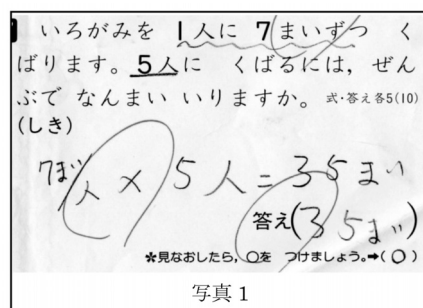 いろがみを 1人に 7まいずつ く
ばります。5人に くばるには, ぜん
ぶで なんまい いりますか。式・答え各5(10)
(しき)
7まい × 5人=35まい
答え(35まい)
*見なおしたら, ○を つけましょう。➡(○)
写真1